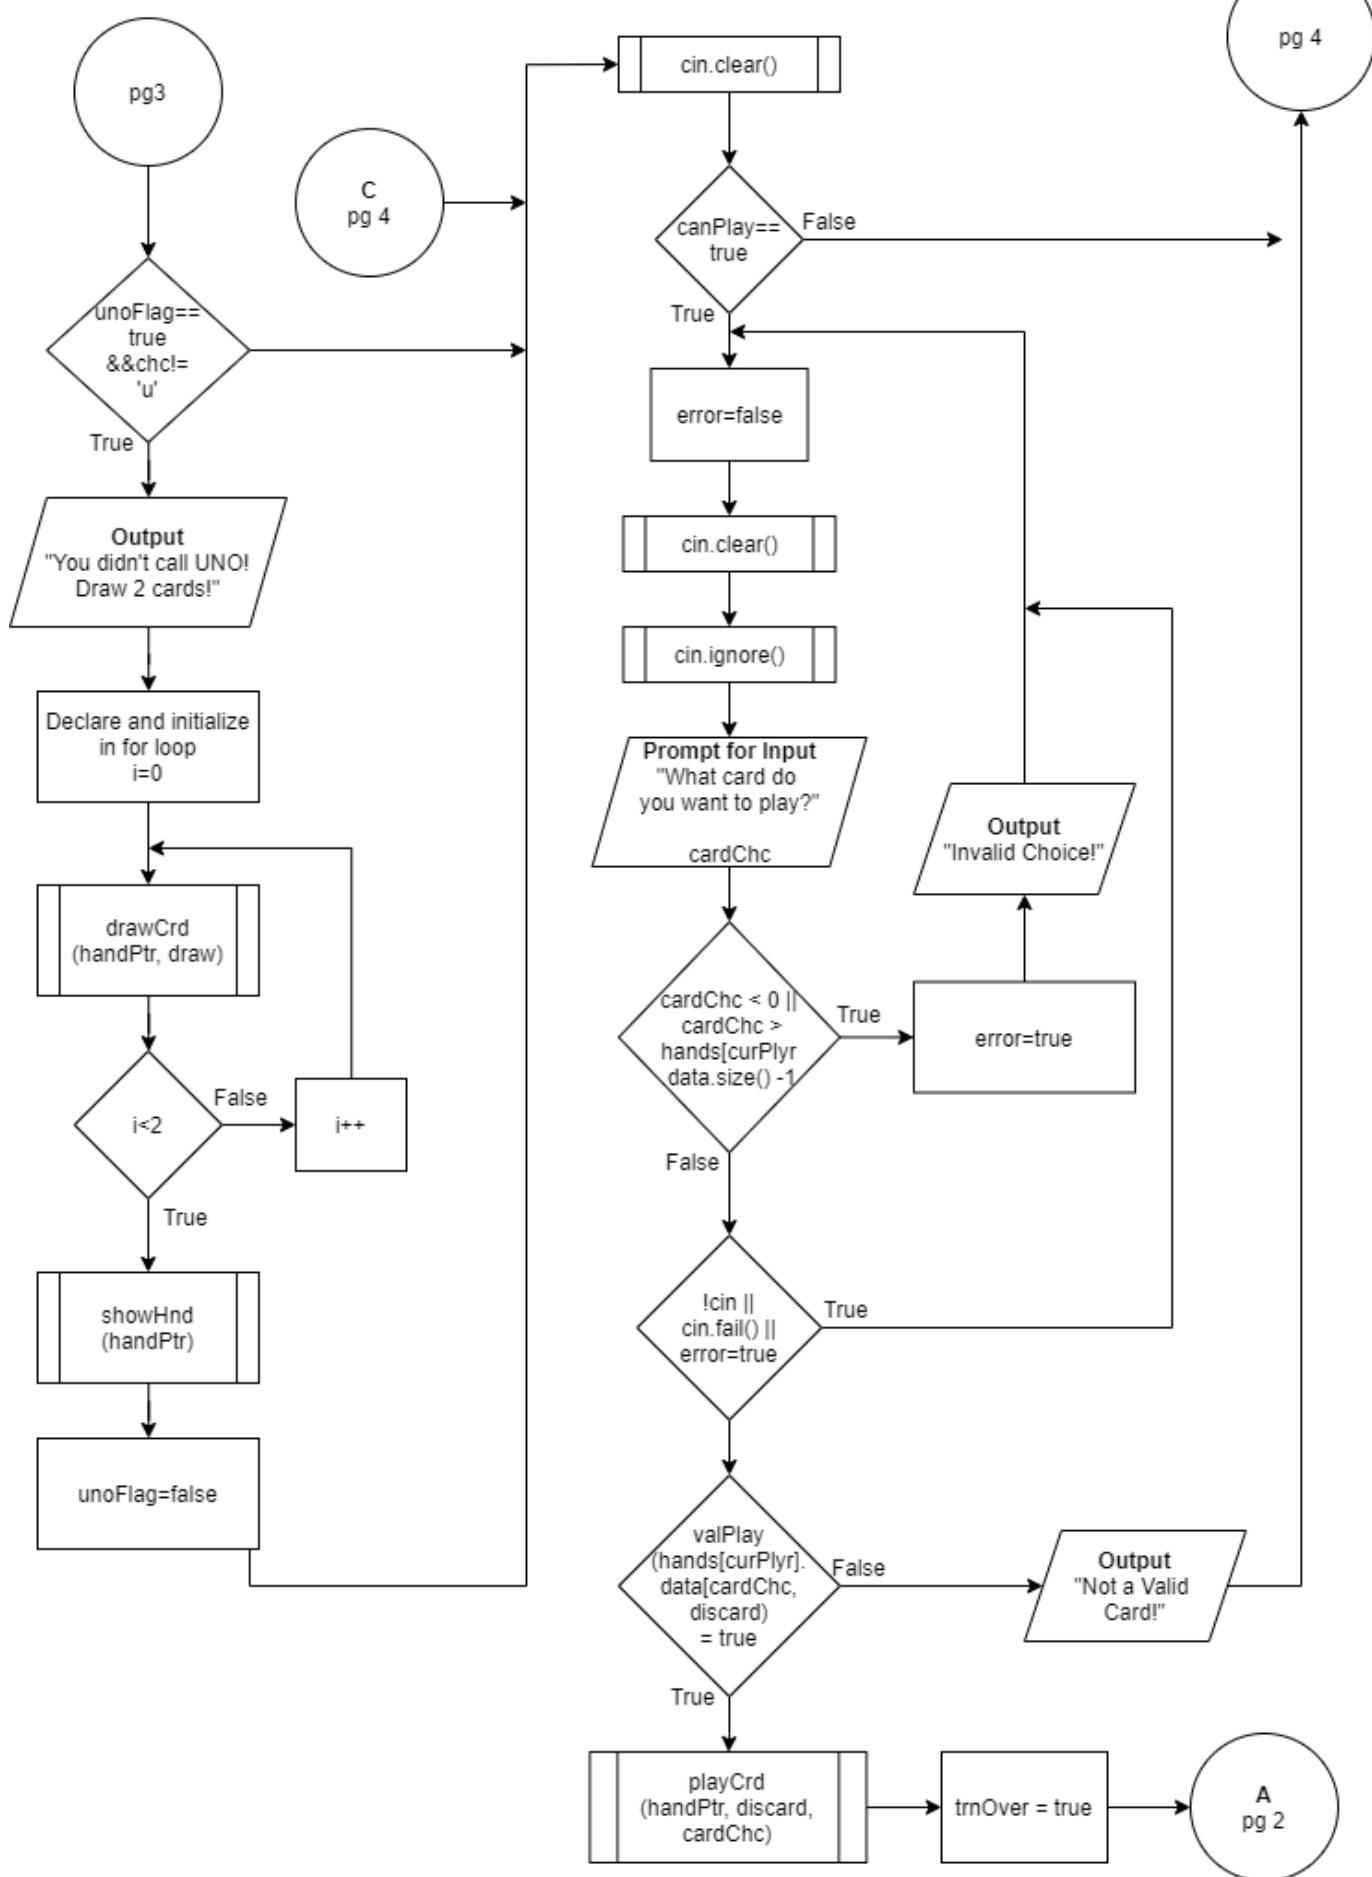 pg3
C
pg 4
unoFlag==
true
&&chc!=
'u'
True
Output
"You didn't call UNO!
Draw 2 cards!"
Declare and initialize
in for loop
i=0
drawCrd
(handPtr, draw)
i<2
False
i++
True
showHnd
(handPtr)
unoFlag=false
cin.clear()
canPlay==
true
False
True
error=false
cin.clear()
cin.ignore()
Prompt for Input
"What card do
you want to play?"
cardChc
cardChc < 0 ||
cardChc >
hands[curPlyr
data.size() -1
True
error=true
Output
"Invalid Choice!"
False
!cin ||
cin.fail() ||
error=true
True
valPlay
(hands[curPlyr].
data[cardChc,
discard)
= true
False
Output
"Not a Valid
Card!"
pg 4
True
playCrd
(handPtr, discard,
cardChc)
trnOver = true
A
pg 2